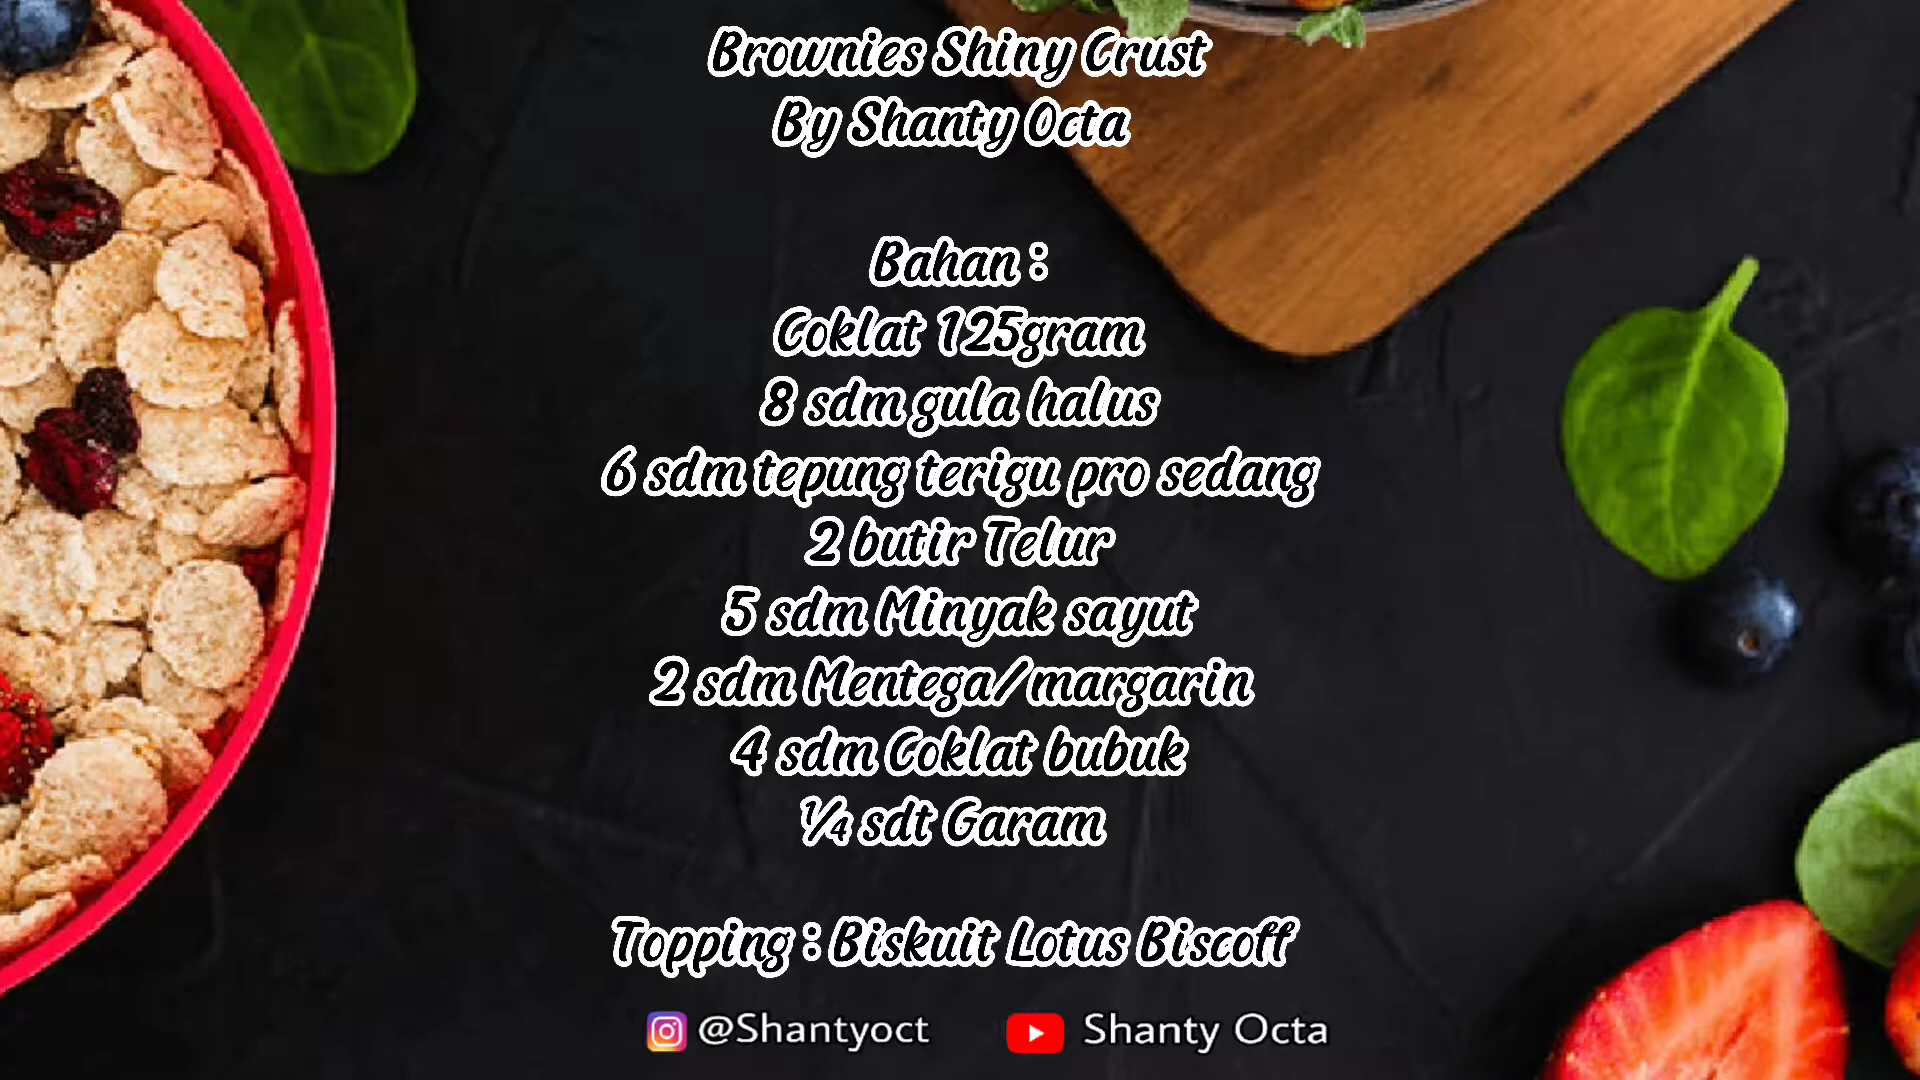 Brownies Shiny Crust
By Shanty Octa
Bahan :
Coklat 125gram
8 sdm gula halus
6 sdm tepung terigu pro sedang
2 butir Telur
5 sdm Minyak sayut
2 sdm Mentega/margarin
4 sdm Coklat bubuk
¼ sdt Garam
Topping : Biskuit Lotus Biscoff
@Shantyoct Shanty Octa